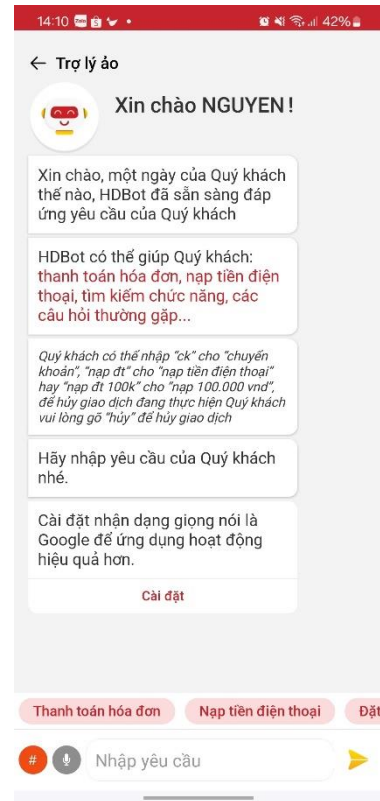 14:10
42%
Trợ lý ảo
Xin chào NGUYEN !
Xin chào, một ngày của Quý khách
thế nào, HDBot đã sẵn sàng đáp
ứng yêu cầu của Quý khách
HDBot có thể giúp Quý khách:
thanh toán hóa đơn, nạp tiền điện
thoại, tìm kiếm chức năng, các
câu hỏi thường gặp...
Quý khách có thể nhập "ck" cho "chuyển
khoản", "nạp đt" cho "nạp tiền điện thoại"
hay "nạp đt 100k" cho "nạp 100.000 vnd",
để hủy giao dịch đang thực hiện Quý khách
vui lòng gõ "hủy" để hủy giao dịch
Hãy nhập yêu cầu của Quý khách
nhé.
Cài đặt nhận dạng giọng nói là
Google để ứng dụng hoạt động
hiệu quả hơn.
Cài đặt
Thanh toán hóa đơn Nạp tiền điện thoại Đặt
# Nhập yêu cầu